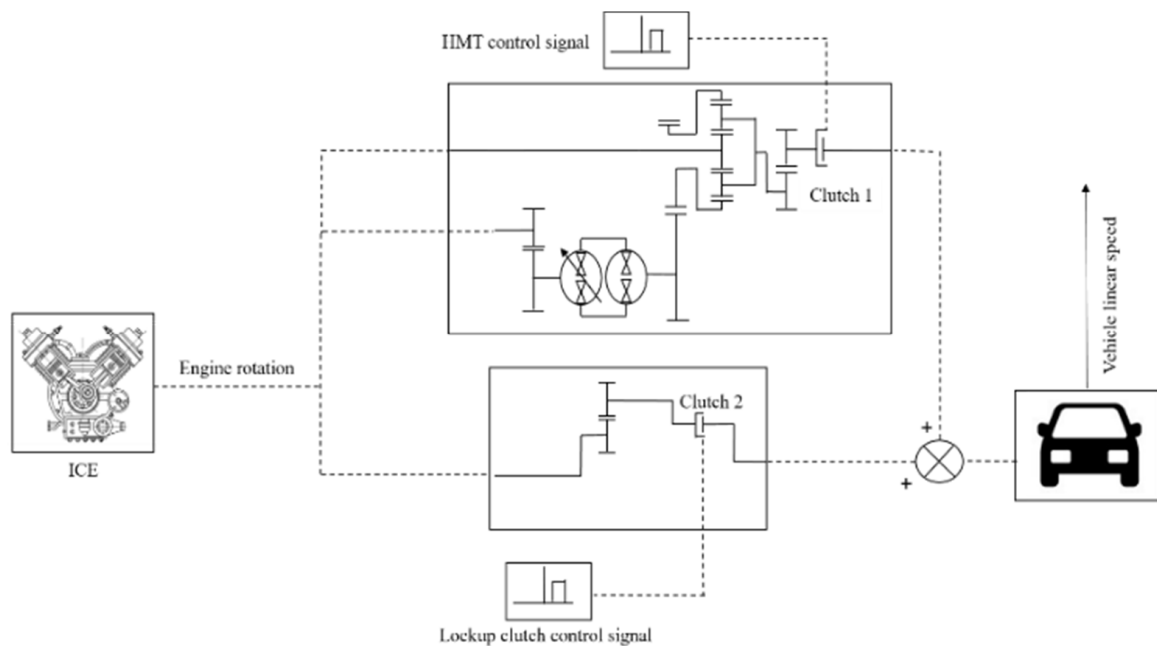 HMT control signal
Clutch 1
Vehicle linear speed
Engine rotation
ICE
Clutch 2
+
+
Lockup clutch control signal